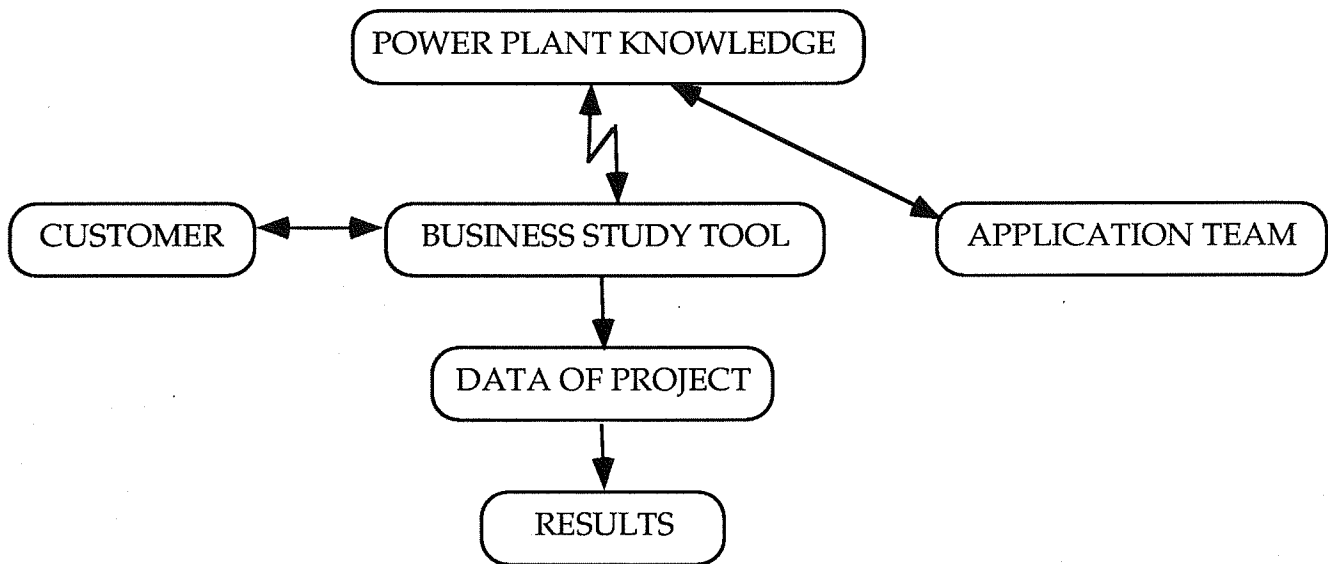 POWER PLANT KNOWLEDGE
CUSTOMER
BUSINESS STUDY TOOL
APPLICATION TEAM
DATA OF PROJECT
RESULTS